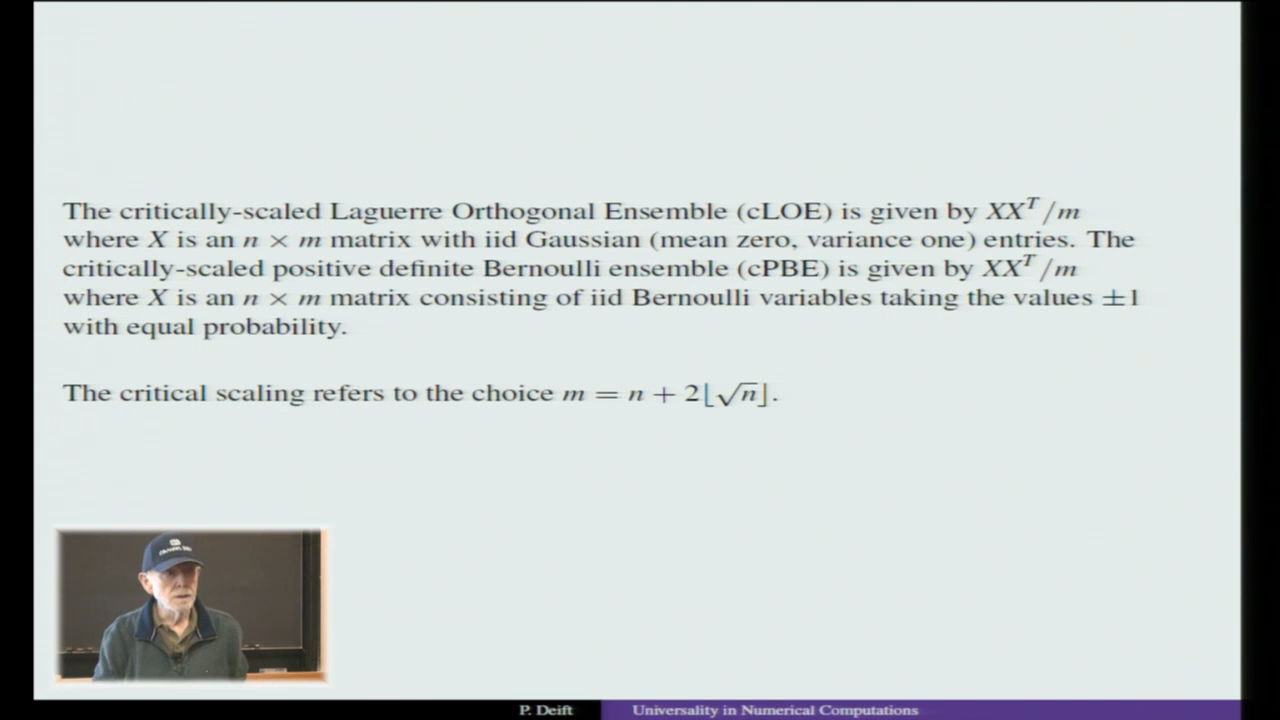 The critically-scaled Laguerre Orthogonal Ensemble (cLOE) is given by XXᵀ/m
where X is an n × m matrix with iid Gaussian (mean zero, variance one) entries. The
critically-scaled positive definite Bernoulli ensemble (cPBE) is given by XXᵀ/m
where X is an n × m matrix consisting of iid Bernoulli variables taking the values ±1
with equal probability.
The critical scaling refers to the choice m = n + 2⌊√n⌋.
P. Deift
Universality in Numerical Computations